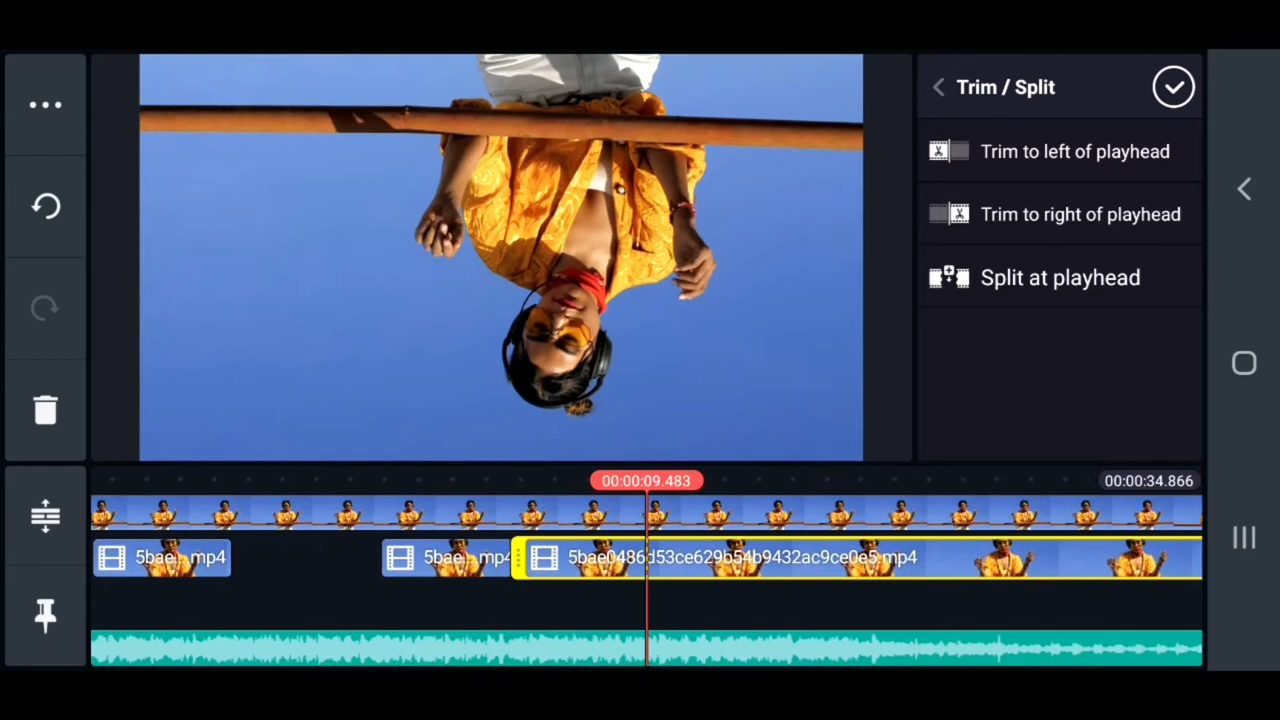 Trim / Split
Trim to left of playhead
Trim to right of playhead
Split at playhead
00:00:09.483
00:00:34.866
5bae...mp4
5bae...mp4
5bae0486d53ce629b54b9432ac9ce0e5.mp4